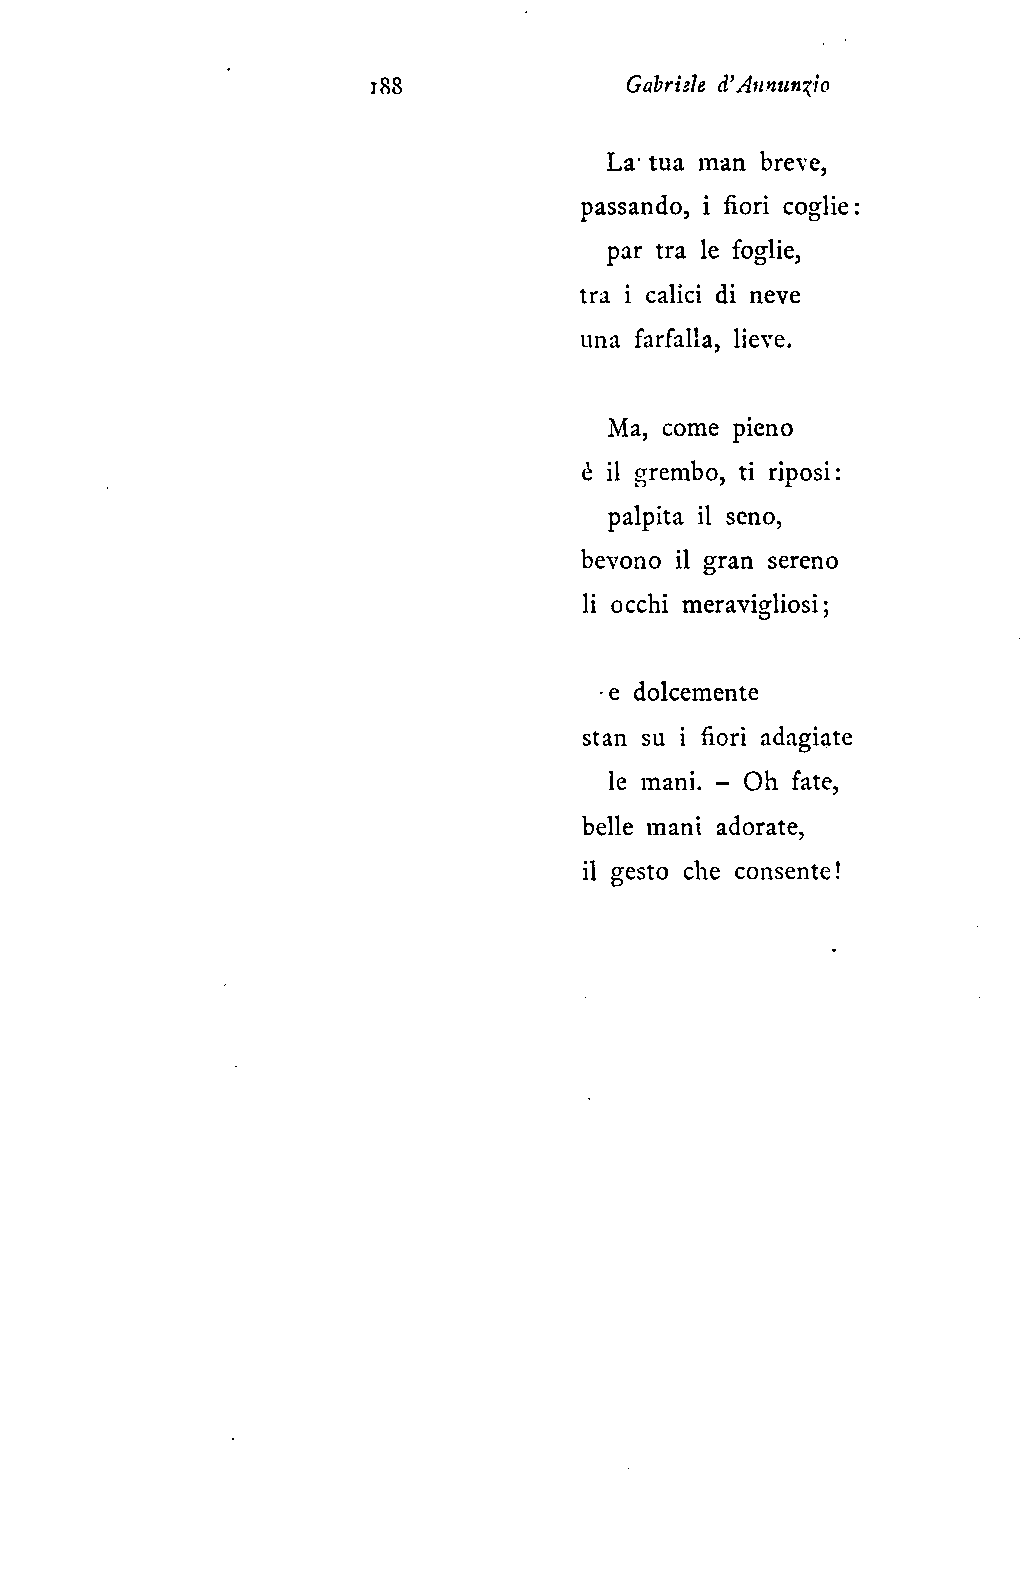 188 Gabriele d'Annunzio
La tua man breve,
passando, i fiori coglie:
par tra le foglie,
tra i calici di neve
una farfalla, lieve.
Ma, come pieno
è il grembo, ti riposi:
palpita il seno,
bevono il gran sereno
li occhi meravigliosi;
e dolcemente
stan su i fiori adagiate
le mani. – Oh fate,
belle mani adorate,
il gesto che consente!